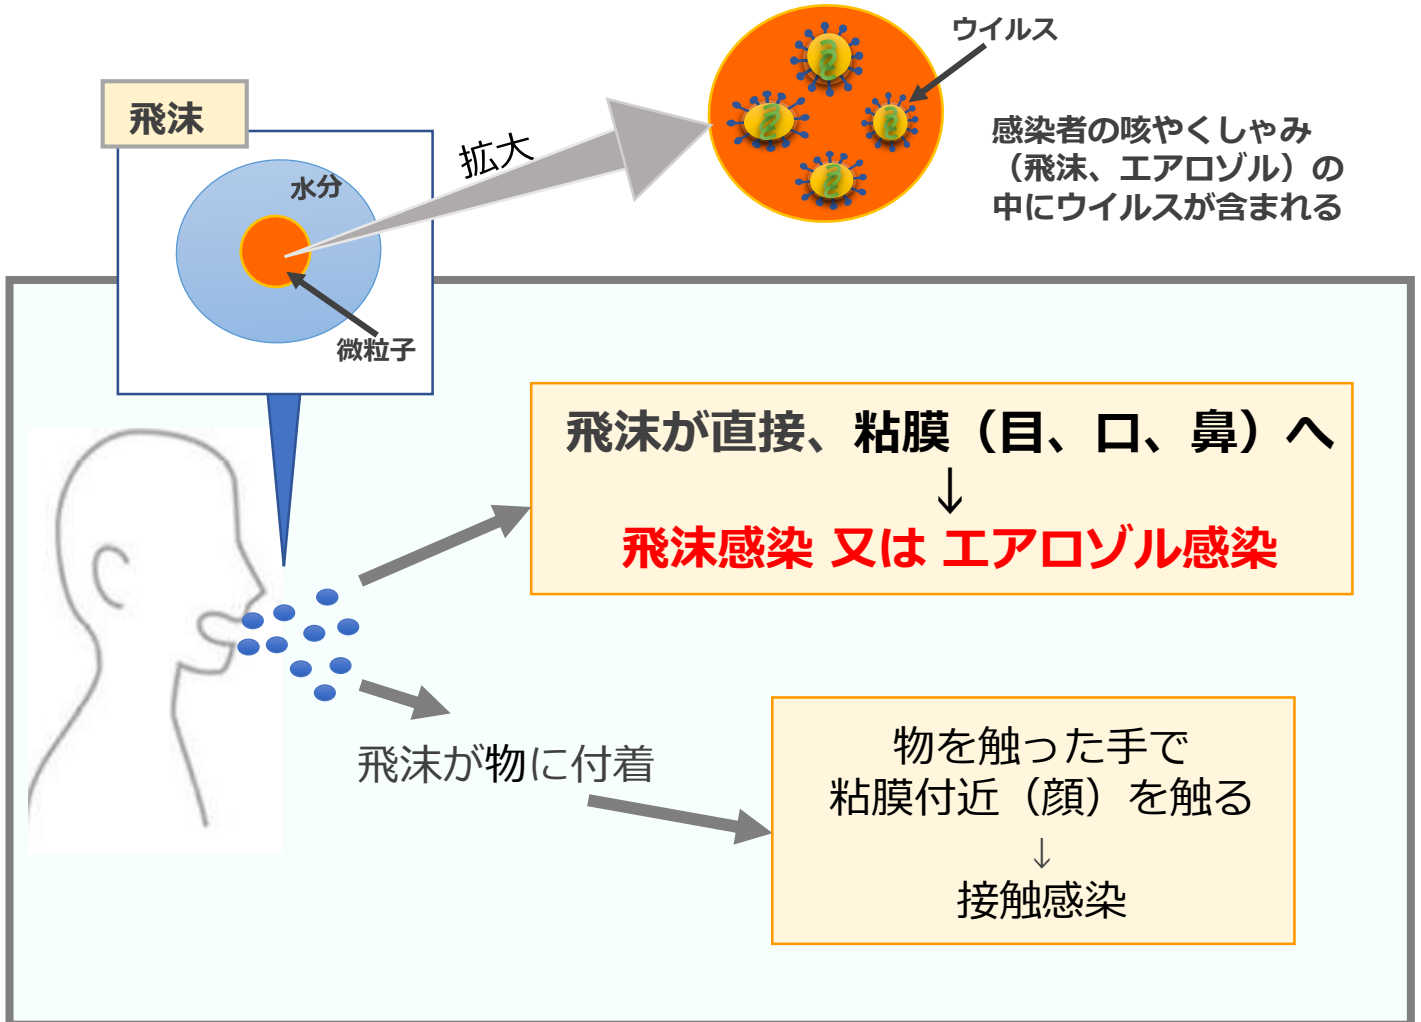 ウイルス
飛沫
拡大
感染者の咳やくしゃみ
（飛沫、エアロゾル）の
中にウイルスが含まれる
水分
微粒子
飛沫が直接、粘膜（目、口、鼻）へ
↓
飛沫感染 又は エアロゾル感染
飛沫が物に付着
物を触った手で
粘膜付近（顔）を触る
↓
接触感染